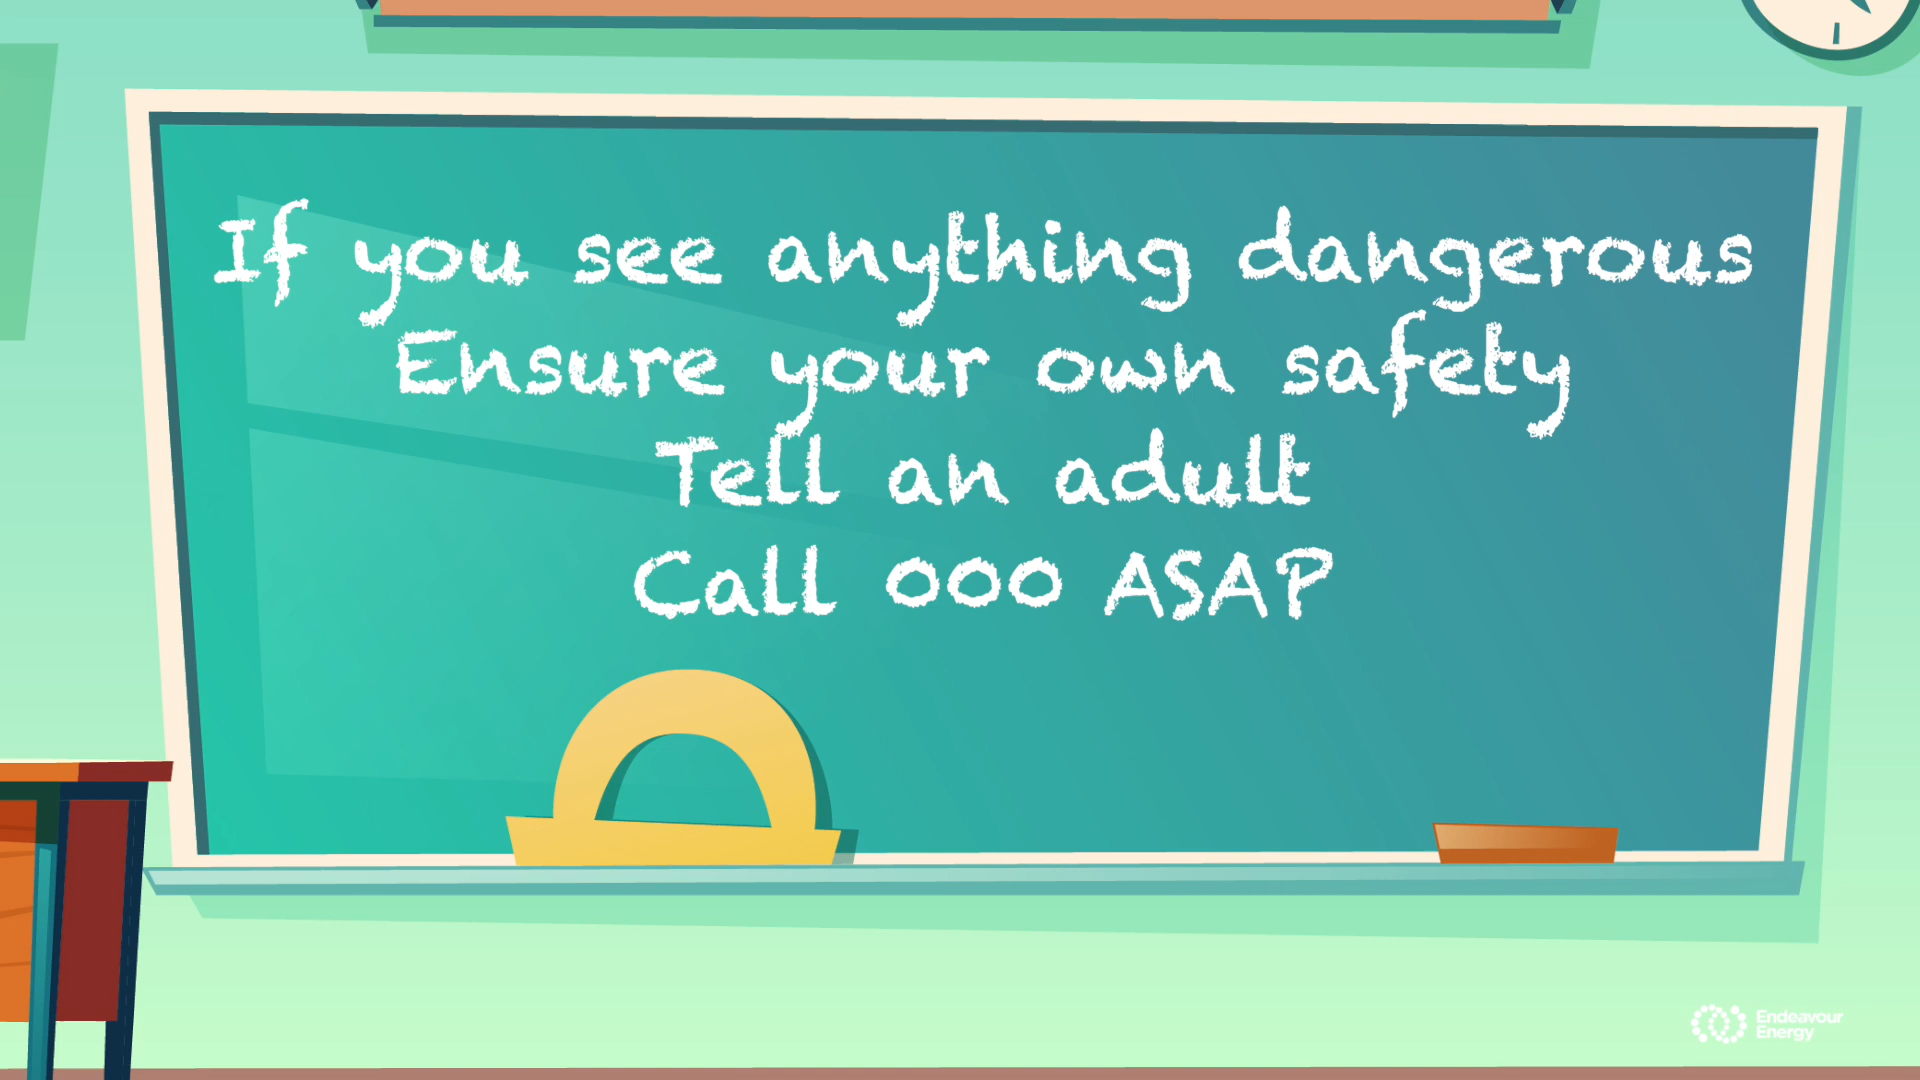 If you see anything dangerous
Ensure your own safety
Tell an adult
Call 000 ASAP
Endeavour
Energy